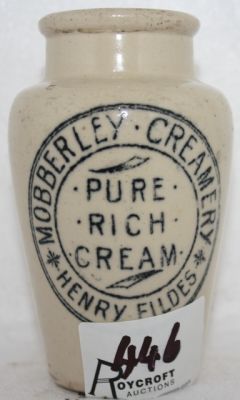 MOBBERLEY · CREAMERY
· PURE ·
· RICH ·
CREAM ·
* HENRY FILDES *
446
ROYCROFT
AUCTIONS